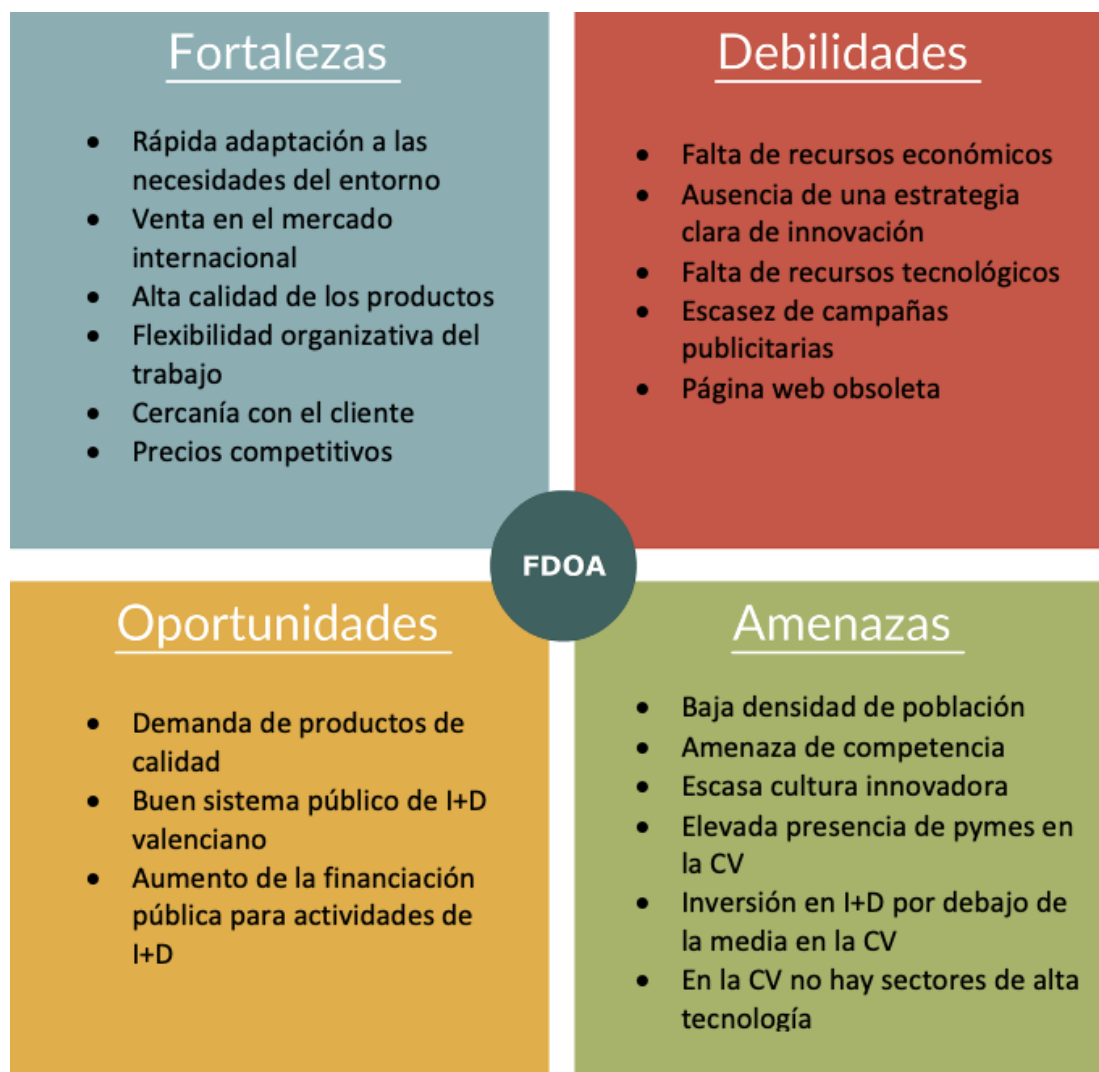 Fortalezas
• Rápida adaptación a las
necesidades del entorno
• Venta en el mercado
internacional
• Alta calidad de los productos
• Flexibilidad organizativa del
trabajo
• Cercanía con el cliente
• Precios competitivos
Debilidades
• Falta de recursos económicos
• Ausencia de una estrategia
clara de innovación
• Falta de recursos tecnológicos
• Escasez de campañas
publicitarias
• Página web obsoleta
FDOA
Oportunidades
• Demanda de productos de
calidad
• Buen sistema público de I+D
valenciano
• Aumento de la financiación
pública para actividades de
I+D
Amenazas
• Baja densidad de población
• Amenaza de competencia
• Escasa cultura innovadora
• Elevada presencia de pymes en
la CV
• Inversión en I+D por debajo de
la media en la CV
• En la CV no hay sectores de alta
tecnología